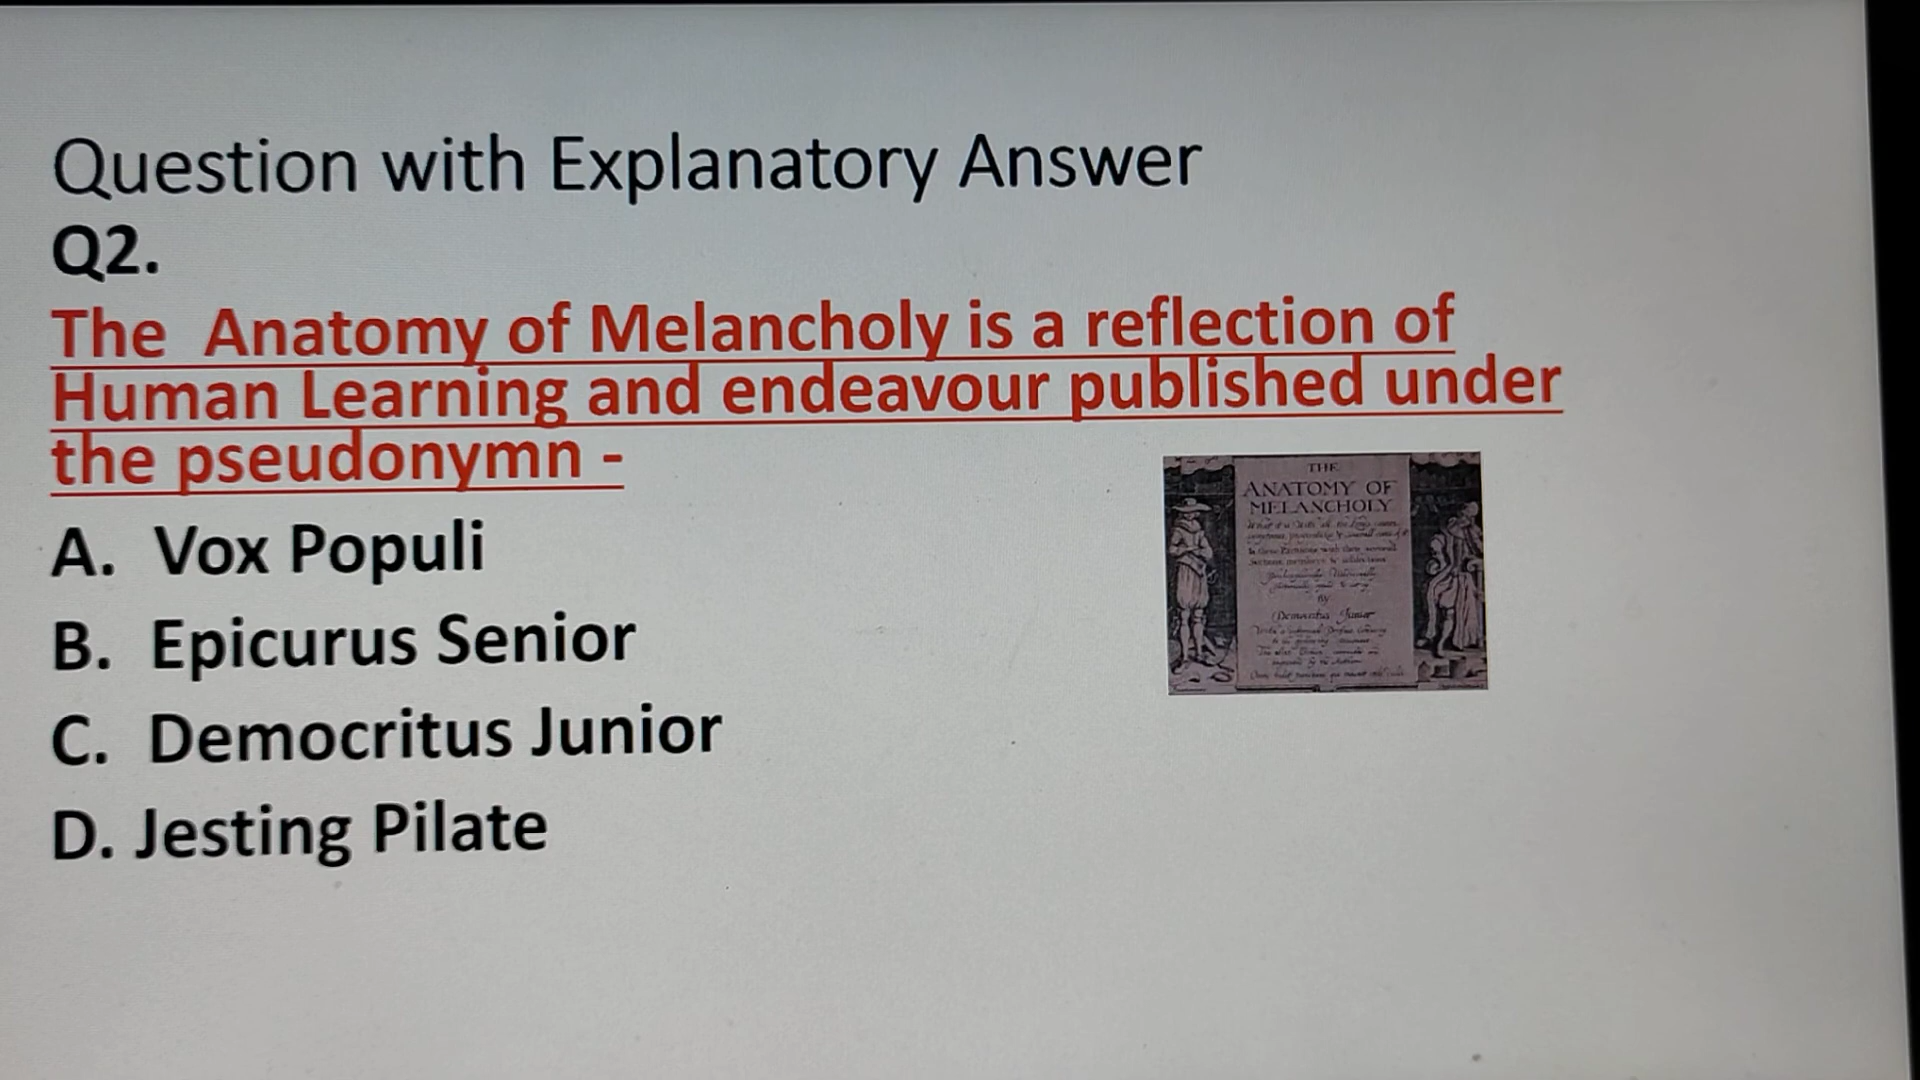 Question with Explanatory Answer
Q2.
The Anatomy of Melancholy is a reflection of
Human Learning and endeavour published under
the pseudonymn -
A. Vox Populi
B. Epicurus Senior
C. Democritus Junior
D. Jesting Pilate
THE
ANATOMY OF
MELANCHOLY
By
Democritus Junior